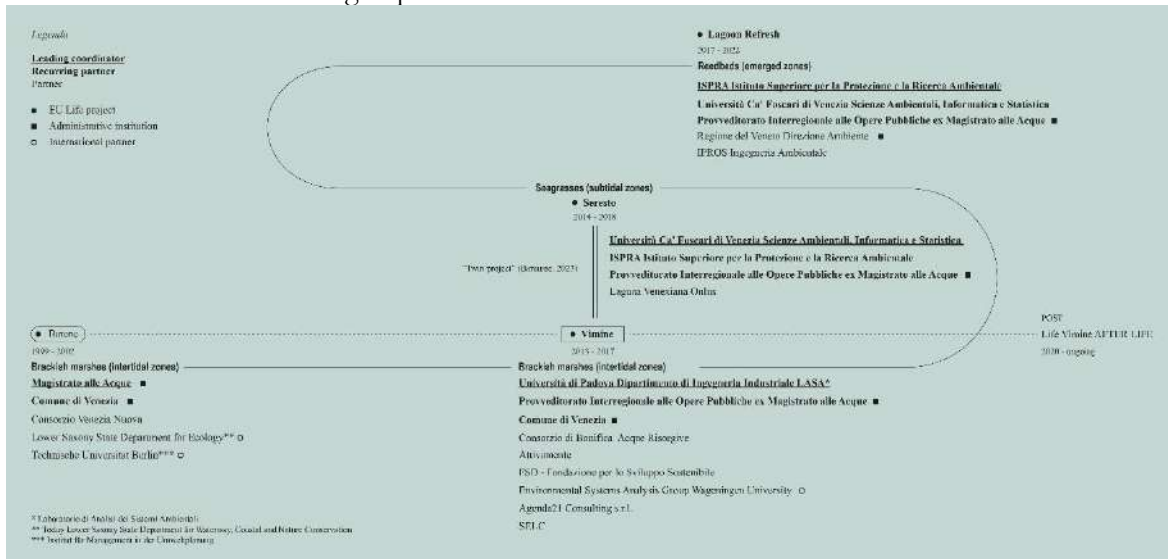 Legenda
Leading coordinator
Recurring partner
Partner
EU Life project
Administrative institution
International partner
Lagoon Refresh
2017 - 2022
Reedbeds (emerged zones)
ISPRA Istituto Superiore per la Protezione e la Ricerca Ambientale
Università Ca' Foscari di Venezia Scienze Ambientali, Informatica e Statistica
Provveditorato Interregionale alle Opere Pubbliche ex Magistrato alle Acque
Regione del Veneto Direzione Ambiente
IPROS Ingegneria Ambientale
Seagrasses (subtidal zones)
Seresto
2014 - 2018
Università Ca' Foscari di Venezia Scienze Ambientali, Informatica e Statistica
ISPRA Istituto Superiore per la Protezione e la Ricerca Ambientale
Provveditorato Interregionale alle Opere Pubbliche ex Magistrato alle Acque
Laguna Venexiana Onlus
"Twin project" 2023)
Vimine
2013 - 2017
POST
Life Vimine AFTER LIFE
2020 - ongoing
1999 - 2002
Brackish marshes (intertidal zones)
Magistrato alle Acque
Comune di Venezia
Consorzio Venezia Nuova
Lower Saxony State Department for Ecology**
Technische Universitat Berlin***
Brackish marshes (intertidal zones)
Università di Padova Dipartimento di Ingegneria Industriale LASA*
Provveditorato Interregionale alle Opere Pubbliche ex Magistrato alle Acque
Comune di Venezia
Consorzio di Bonifica Acque Risorgive
Attivamente
FSD - Fondazione per lo Sviluppo Sostenibile
Environmental Systems Analysis Group Wageningen University
Agenda21 Consulting s.r.l.
SELC
* Laboratorio di Analisi dei Sistemi Ambientali
** Today Lower Saxony State Department for Waterway, Coastal and Nature Conservation
*** Institut für Management in der Umweltplanung